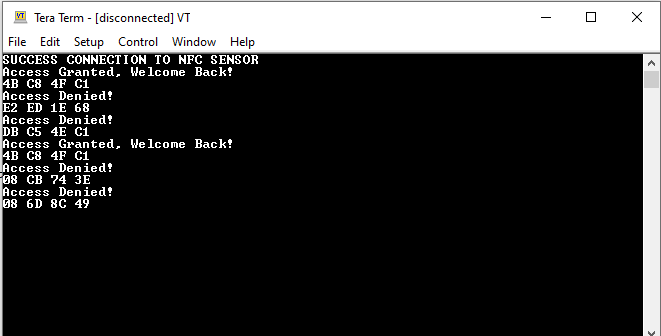 Tera Term - [disconnected] VT
File Edit Setup Control Window Help
SUCCESS CONNECTION TO NFC SENSOR
Access Granted, Welcome Back!
4B C8 4F C1
Access Denied!
E2 ED 1E 68
Access Denied!
DB C5 4E C1
Access Granted, Welcome Back!
4B C8 4F C1
Access Denied!
08 CB 74 3E
Access Denied!
08 6D 8C 49